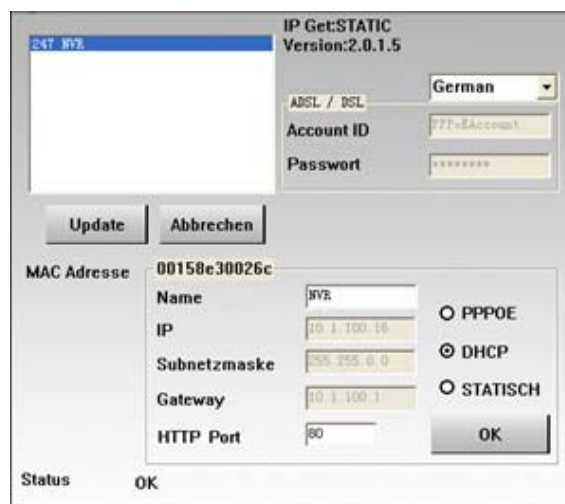 IP Get:STATIC
247 NVR
Version:2.0.1.5
German
ADSL / DSL
Account ID
PPPoEAccount
Passwort
********
Update
Abbrechen
MAC Adresse
00158e30026c
Name
NVR
IP
10.1.100.16
PPPOE
Subnetzmaske
255.255.0.0
DHCP
Gateway
10.1.100.1
STATISCH
HTTP Port
80
OK
Status
OK